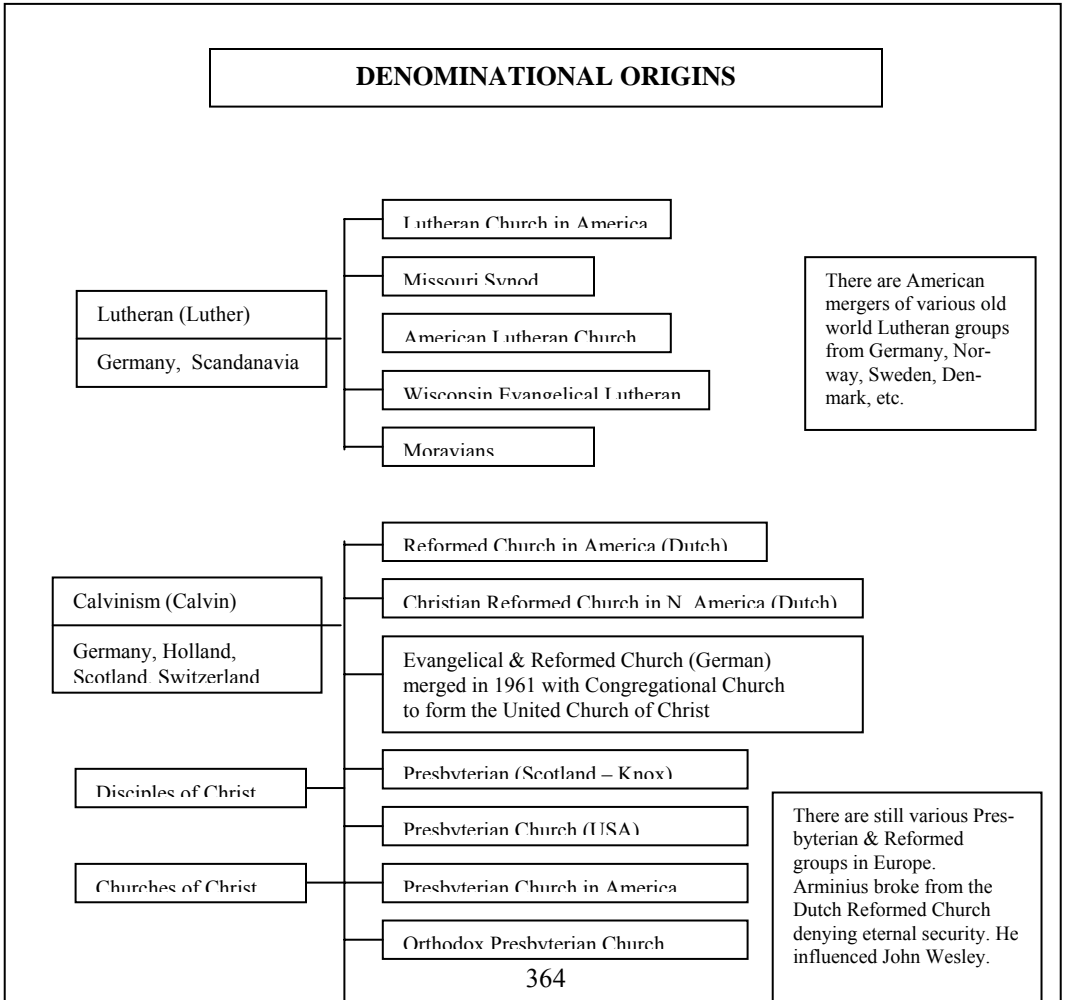 DENOMINATIONAL ORIGINS
Lutheran (Luther)
Germany, Scandanavia
Lutheran Church in America
Missouri Synod
American Lutheran Church
Wisconsin Evangelical Lutheran
Moravians
There are American
mergers of various old
world Lutheran groups
from Germany, Nor-
way, Sweden, Den-
mark, etc.
Calvinism (Calvin)
Germany, Holland,
Scotland, Switzerland
Reformed Church in America (Dutch)
Christian Reformed Church in N. America (Dutch)
Evangelical & Reformed Church (German)
merged in 1961 with Congregational Church
to form the United Church of Christ
Disciples of Christ
Churches of Christ
Presbyterian (Scotland – Knox)
Presbyterian Church (USA)
Presbyterian Church in America
Orthodox Presbyterian Church
There are still various Pres-
byterian & Reformed
groups in Europe.
Arminius broke from the
Dutch Reformed Church
denying eternal security. He
influenced John Wesley.
364